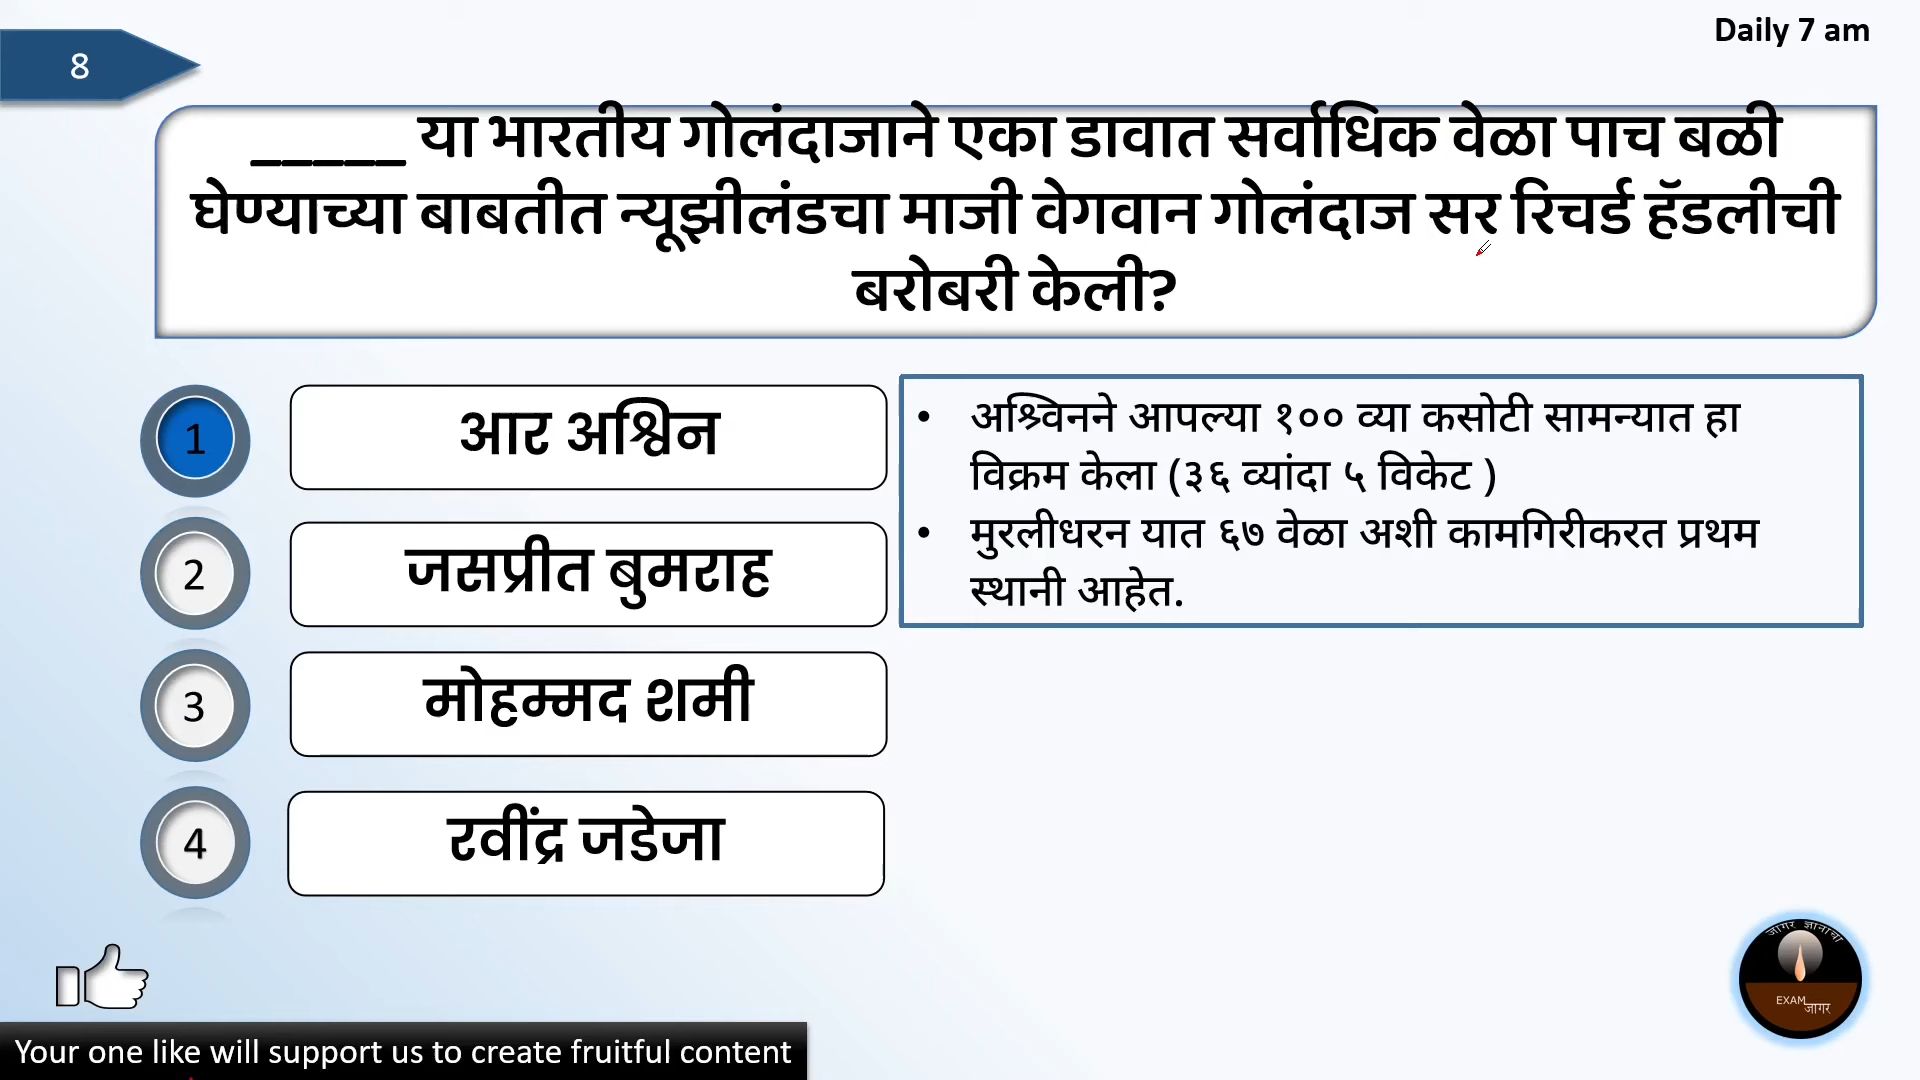 Daily 7 am
8
_____ या भारतीय गोलंदाजाने एका डावात सर्वाधिक वेळा पाच बळी
घेण्याच्या बाबतीत न्यूझीलंडचा माजी वेगवान गोलंदाज सर रिचर्ड हॅडलीची
बरोबरी केली?
1
आर अश्विन
2
जसप्रीत बुमराह
3
मोहम्मद शमी
4
रवींद्र जडेजा
• अश्विनने आपल्या १०० व्या कसोटी सामन्यात हा
विक्रम केला (३६ व्यांदा ५ विकेट )
• मुरलीधरन यात ६७ वेळा अशी कामगिरीकरत प्रथम
स्थानी आहेत.
जागर ज्ञानाचा
EXAM
जागर
Your one like will support us to create fruitful content